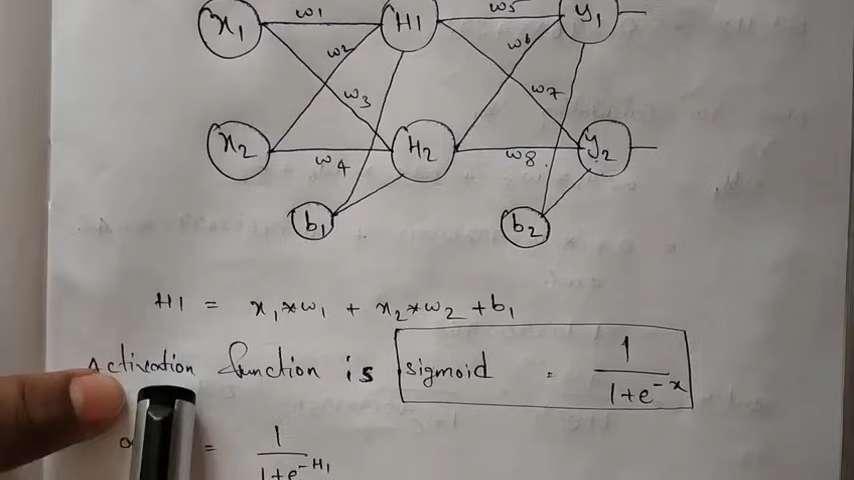 x1 w1 H1 w5 y1
w2 w6
w3 w7
x2 w4 H2 w8 y2
b1 b2
H1 = x1*w1 + x2*w2 + b1
Activation function is sigmoid = 1/1+e^-x
= 1/1+e^-H1